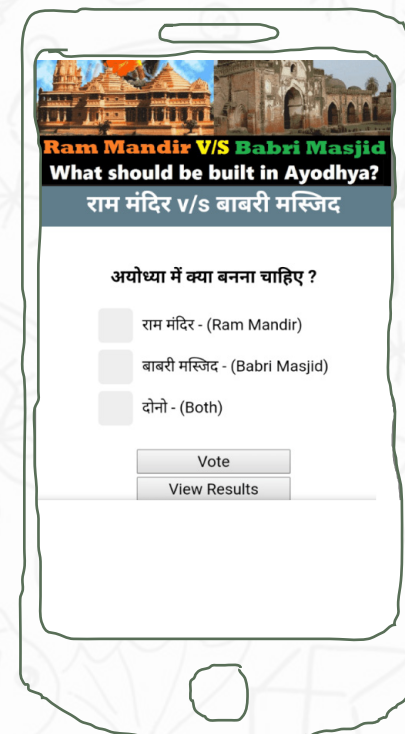 Ram Mandir V/S Babri Masjid
What should be built in Ayodhya?
राम मंदिर v/s बाबरी मस्जिद
अयोध्या में क्या बनना चाहिए ?
राम मंदिर - (Ram Mandir)
बाबरी मस्जिद - (Babri Masjid)
दोनो - (Both)
Vote
View Results